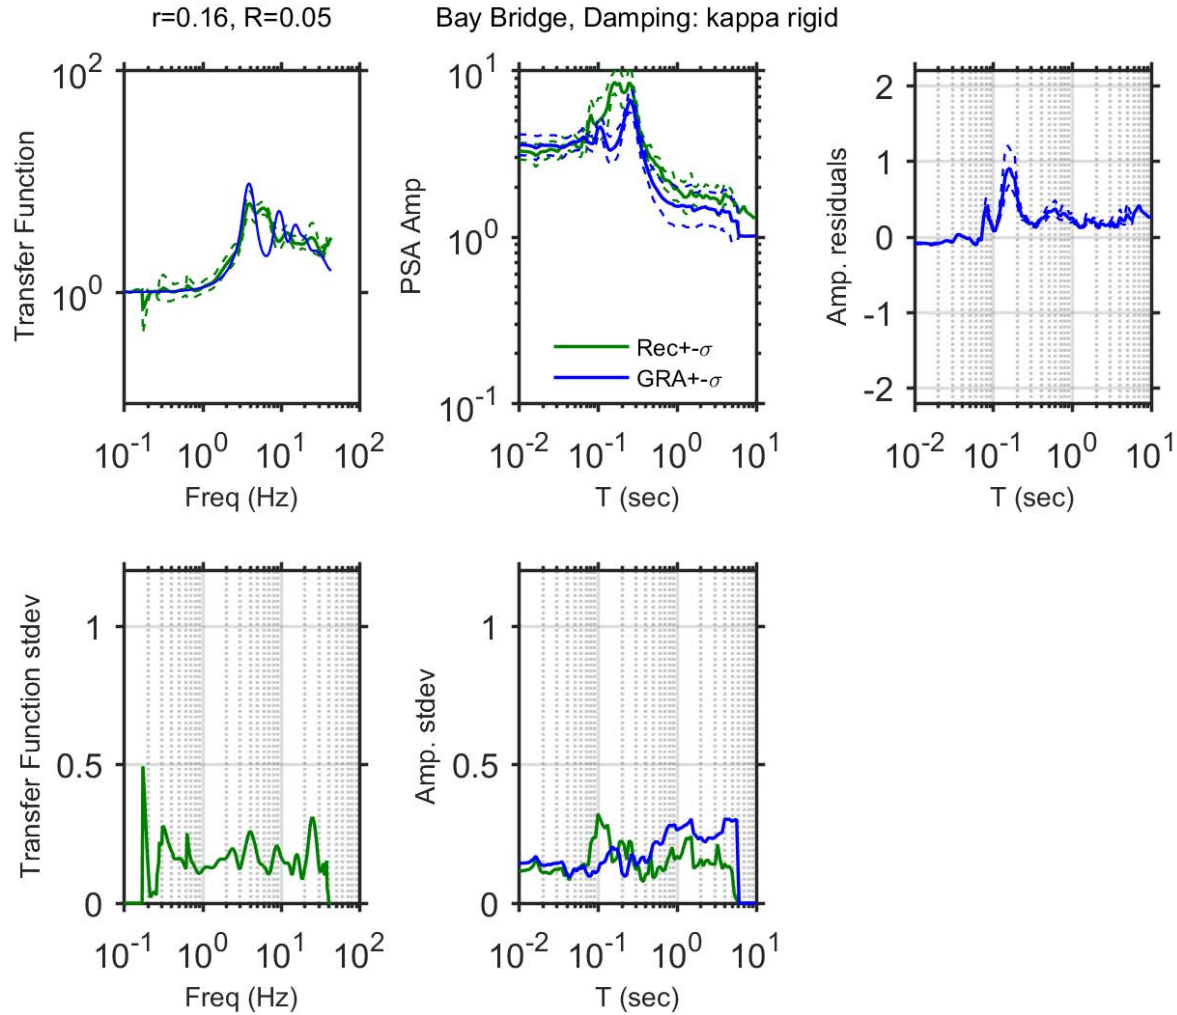 r=0.16, R=0.05
Bay Bridge, Damping: kappa rigid
Transfer Function
10^2
10^0
10^-1 10^0 10^1 10^2
Freq (Hz)
PSA Amp
10^1
10^0
10^-1
Rec+-σ
GRA+-σ
10^-2 10^-1 10^0 10^1
T (sec)
Amp. residuals
2
1
0
-1
-2
10^-2 10^-1 10^0 10^1
T (sec)
Transfer Function stdev
1
0.5
0
10^-1 10^0 10^1 10^2
Freq (Hz)
Amp. stdev
1
0.5
0
10^-2 10^-1 10^0 10^1
T (sec)